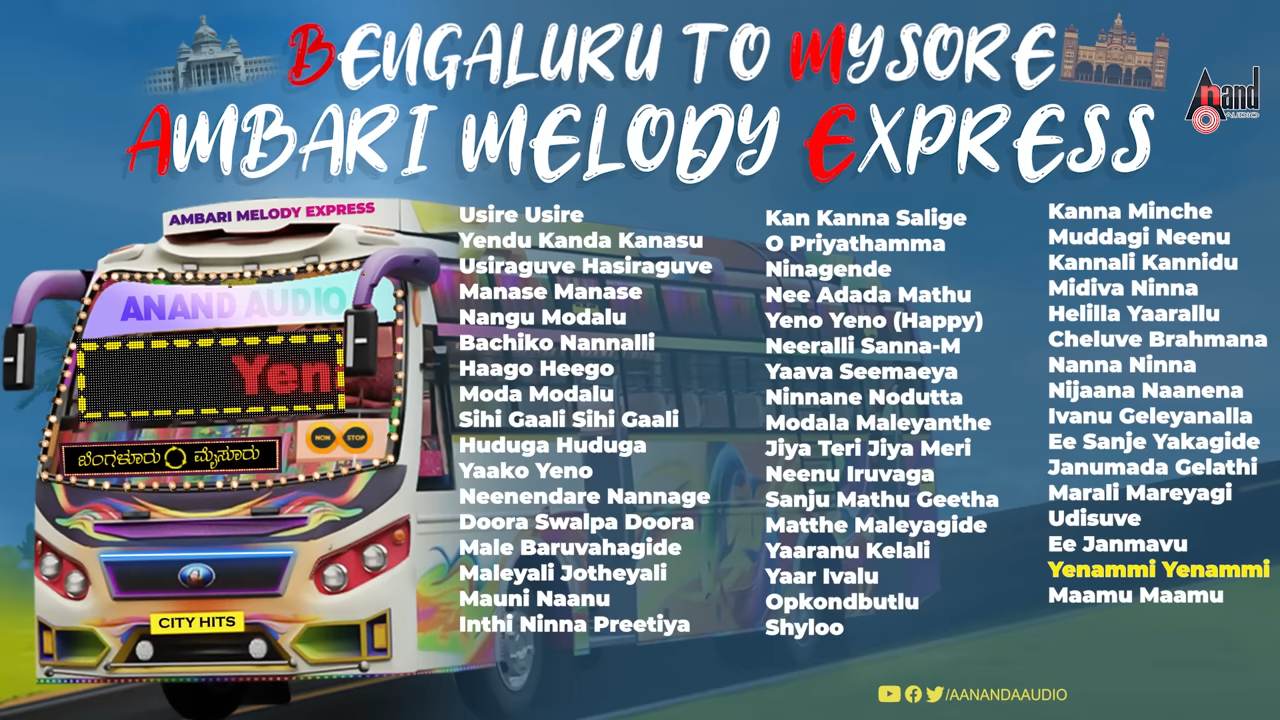 BENGALURU TO MYSORE
AMBARI MELODY EXPRESS
Anand
AUDIO
AMBARI MELODY EXPRESS
ANAND AUDIO
Yen
NON STOP
ಬೆಂಗಳೂರು ಮೈಸೂರು
CITY HITS
Usire Usire
Yendu Kanda Kanasu
Usiraguve Hasiraguve
Manase Manase
Nangu Modalu
Bachiko Nannalli
Haago Heego
Moda Modalu
Sihi Gaali Sihi Gaali
Huduga Huduga
Yaako Yeno
Neenendare Nannage
Doora Swalpa Doora
Male Baruvahagide
Maleyali Jotheyali
Mauni Naanu
Inthi Ninna Preetiya
Kan Kanna Salige
O Priyathamma
Ninagende
Nee Adada Mathu
Yeno Yeno (Happy)
Neeralli Sanna-M
Yaava Seemaeya
Ninnane Nodutta
Modala Maleyanthe
Jiya Teri Jiya Meri
Neenu Iruvaga
Sanju Mathu Geetha
Matthe Maleyagide
Yaaranu Kelali
Yaar Ivalu
Opkondbutlu
Shyloo
Kanna Minche
Muddagi Neenu
Kannali Kannidu
Midiva Ninna
Helilla Yaarallu
Cheluve Brahmana
Nanna Ninna
Nijaana Naanena
Ivanu Geleyanalla
Ee Sanje Yakagide
Janumada Gelathi
Marali Mareyagi
Udisuve
Ee Janmavu
Yenammi Yenammi
Maamu Maamu
/AANANDAAUDIO